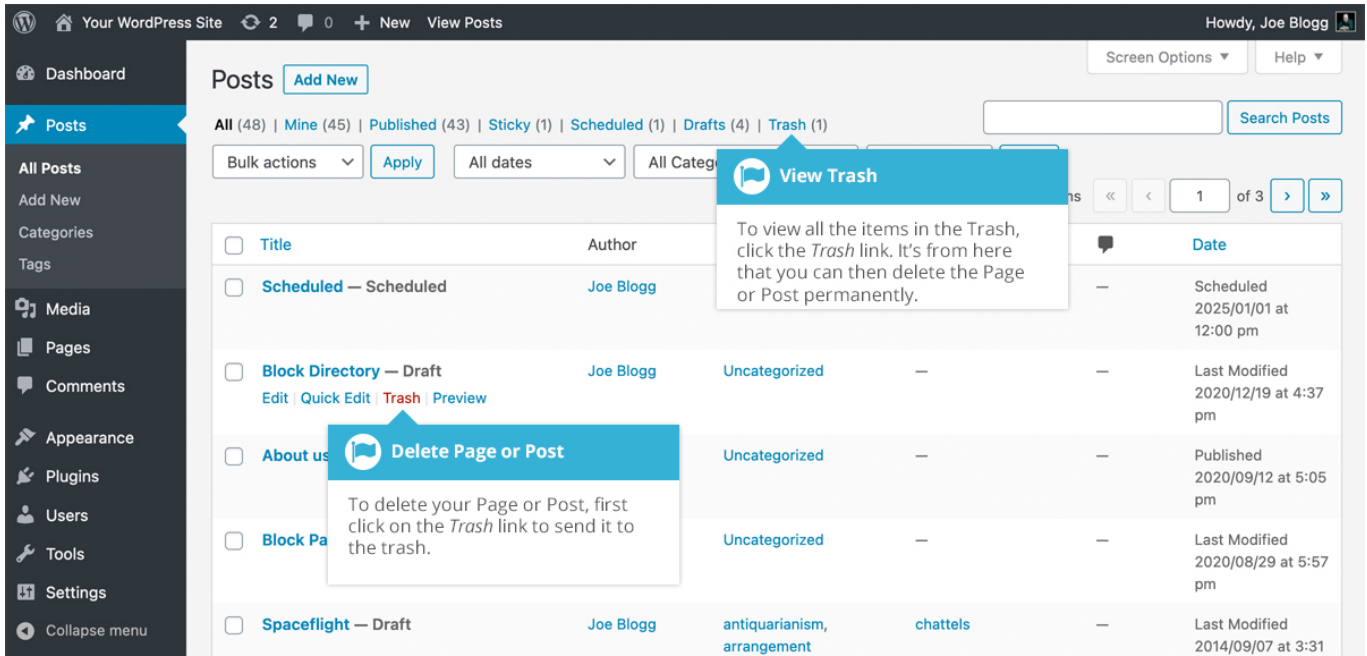 Your WordPress Site 2 0 New View Posts Howdy, Joe Blogg
Dashboard
Posts
All Posts
Add New
Categories
Tags
Media
Pages
Comments
Appearance
Plugins
Users
Tools
Settings
Collapse menu
Screen Options Help
Posts Add New
All (48) | Mine (45) | Published (43) | Sticky (1) | Scheduled (1) | Drafts (4) | Trash (1)
Search Posts
Bulk actions Apply All dates All
View Trash
To view all the items in the Trash,
click the Trash link. It’s from here
that you can then delete the Page
or Post permanently.
« ‹ 1 of 3 › »
Title Author Date
Scheduled — Scheduled Joe Blogg — Scheduled
2025/01/01 at
12:00 pm
Block Directory — Draft Joe Blogg Uncategorized — — Last Modified
Edit | Quick Edit | Trash | Preview 2020/12/19 at 4:37
pm
Delete Page or Post
To delete your Page or Post, first
click on the Trash link to send it to
the trash.
About us Uncategorized — — Published
2020/09/12 at 5:05
pm
Block Uncategorized — — Last Modified
2020/08/29 at 5:57
pm
Spaceflight — Draft Joe Blogg antiquarianism, chattels — Last Modified
arrangement 2014/09/07 at 3:31